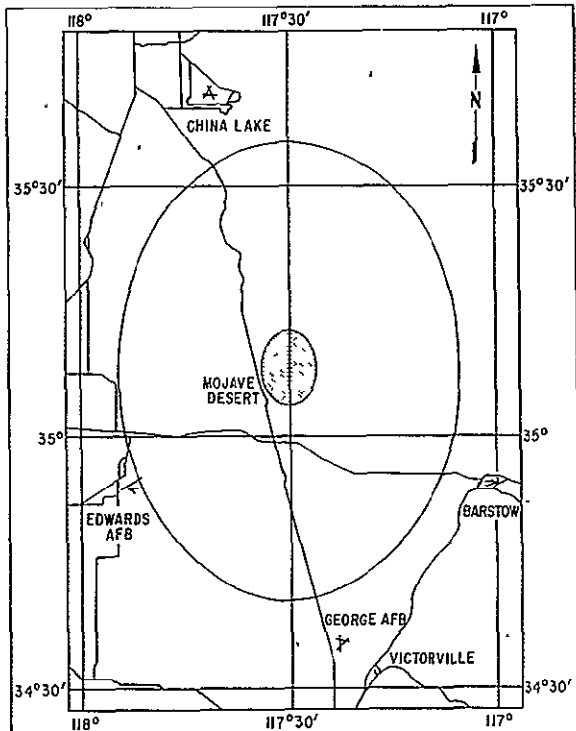 118° 117°30' 117°
N
CHINA LAKE
35°30' 35°30'
MOJAVE
DESERT
35° 35°
EDWARDS
AFB
BARSTOW
GEORGE AFB
VICTORVILLE
34°30' 34°30'
118° 117°30' 117°